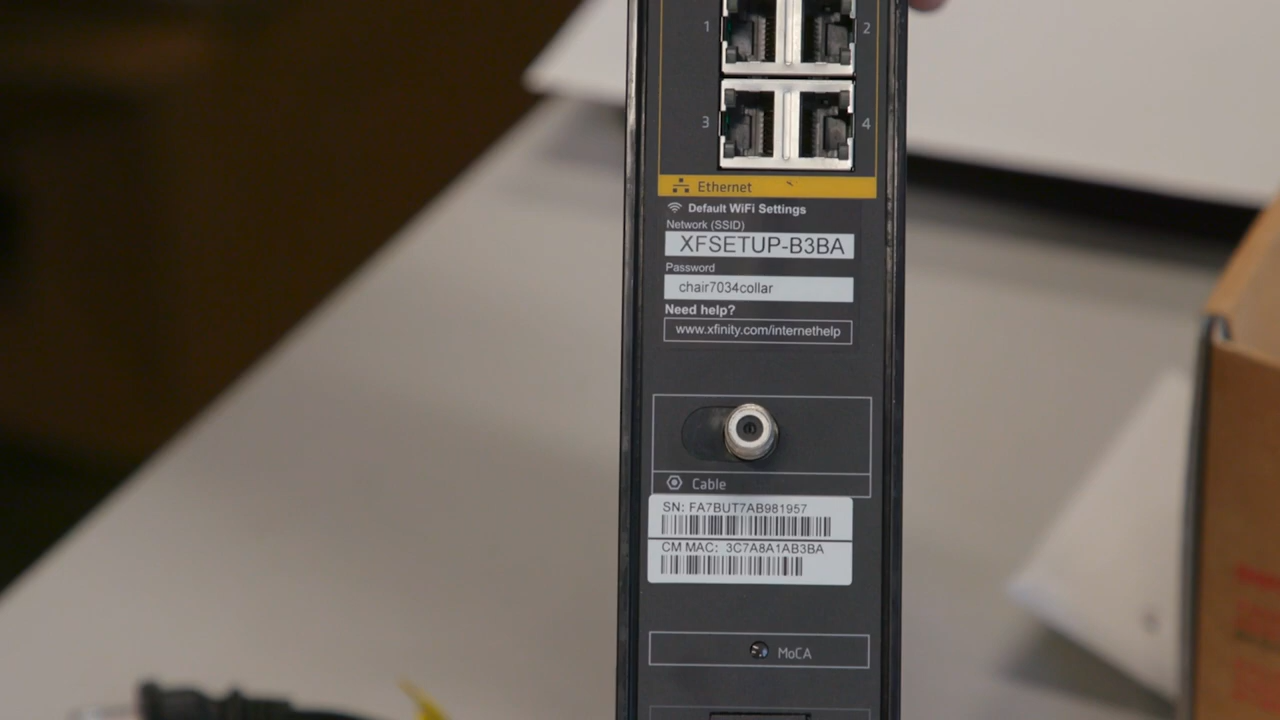 1 2
3 4
Ethernet
Default WiFi Settings
Network (SSID)
XFSETUP-B3BA
Password
chair7034collar
Need help?
www.xfinity.com/internethelp
Cable
SN: FA7BUT7AB981957
CM MAC: 3C7A8A1AB3BA
MoCA